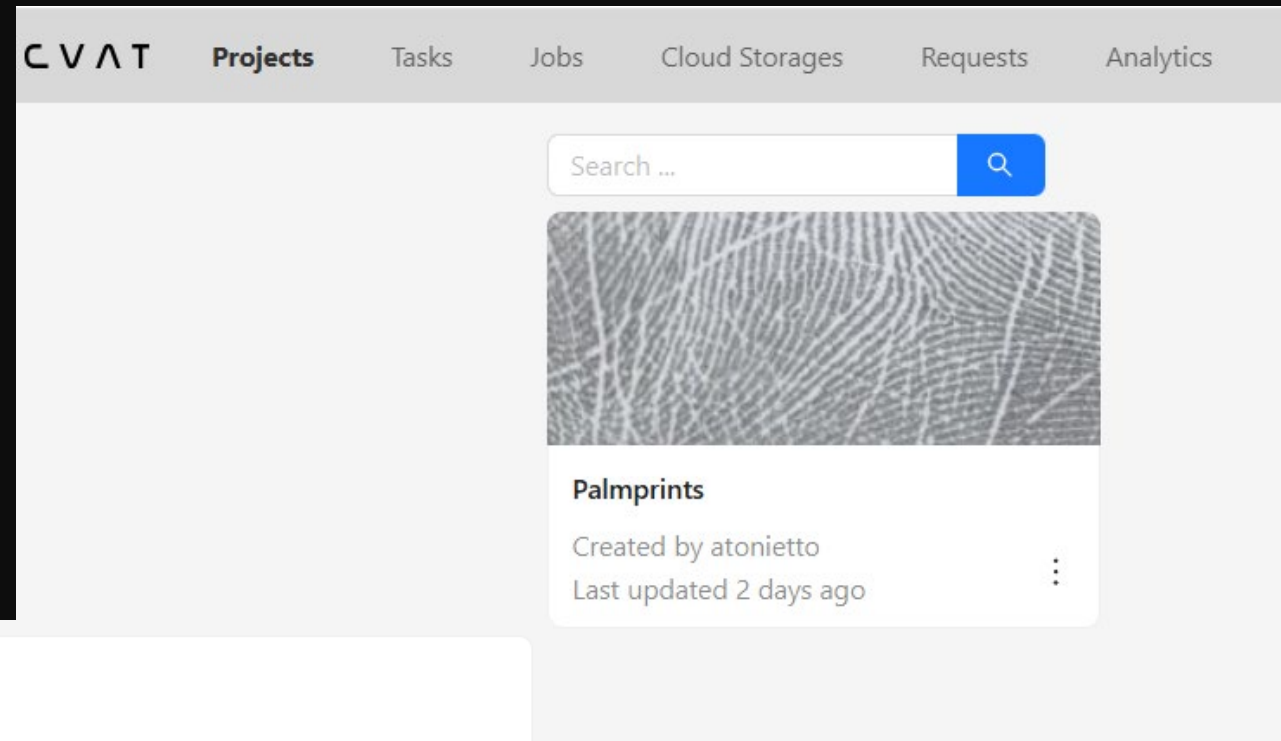 CVAT Projects Tasks Jobs Cloud Storages Requests Analytics
Search ...
Palmprints
Created by atonietto
Last updated 2 days ago